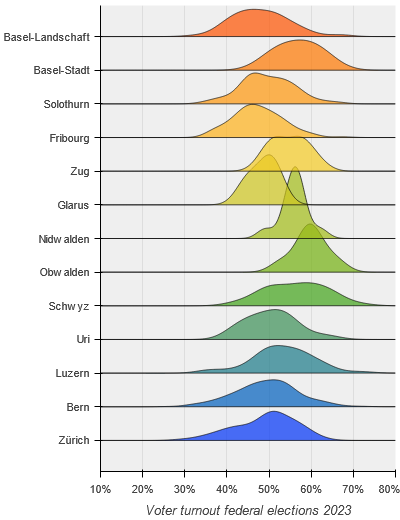 Basel-Landschaft
Basel-Stadt
Solothurn
Fribourg
Zug
Glarus
Nidwalden
Obwalden
Schwyz
Uri
Luzern
Bern
Zürich
10% 20% 30% 40% 50% 60% 70% 80%
Voter turnout federal elections 2023